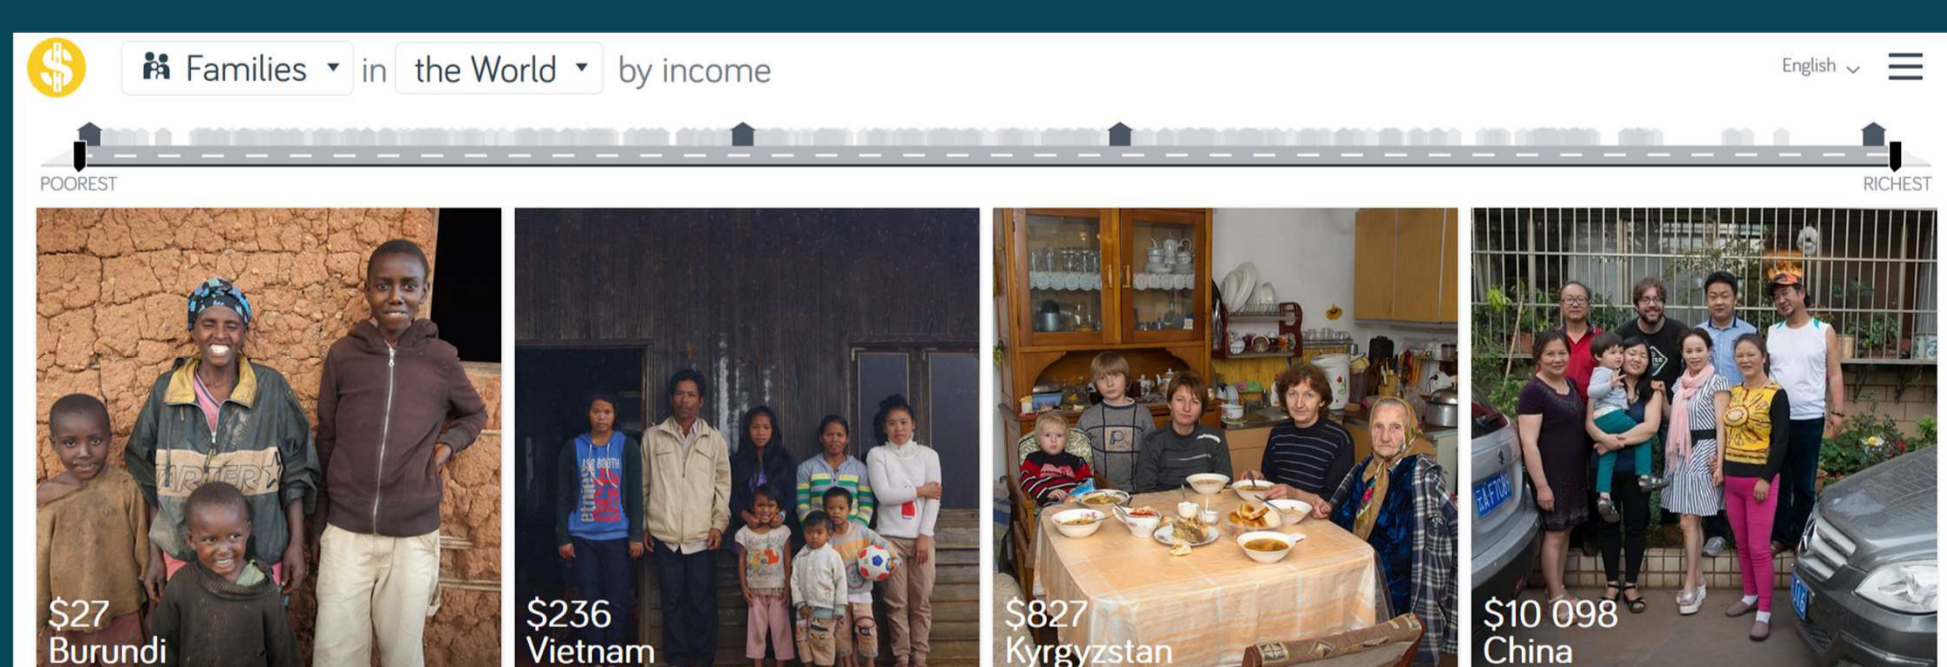 Families in the World by income
English
POOREST
RICHEST
$27
Burundi
$236
Vietnam
$827
Kyrgyzstan
$10 098
China